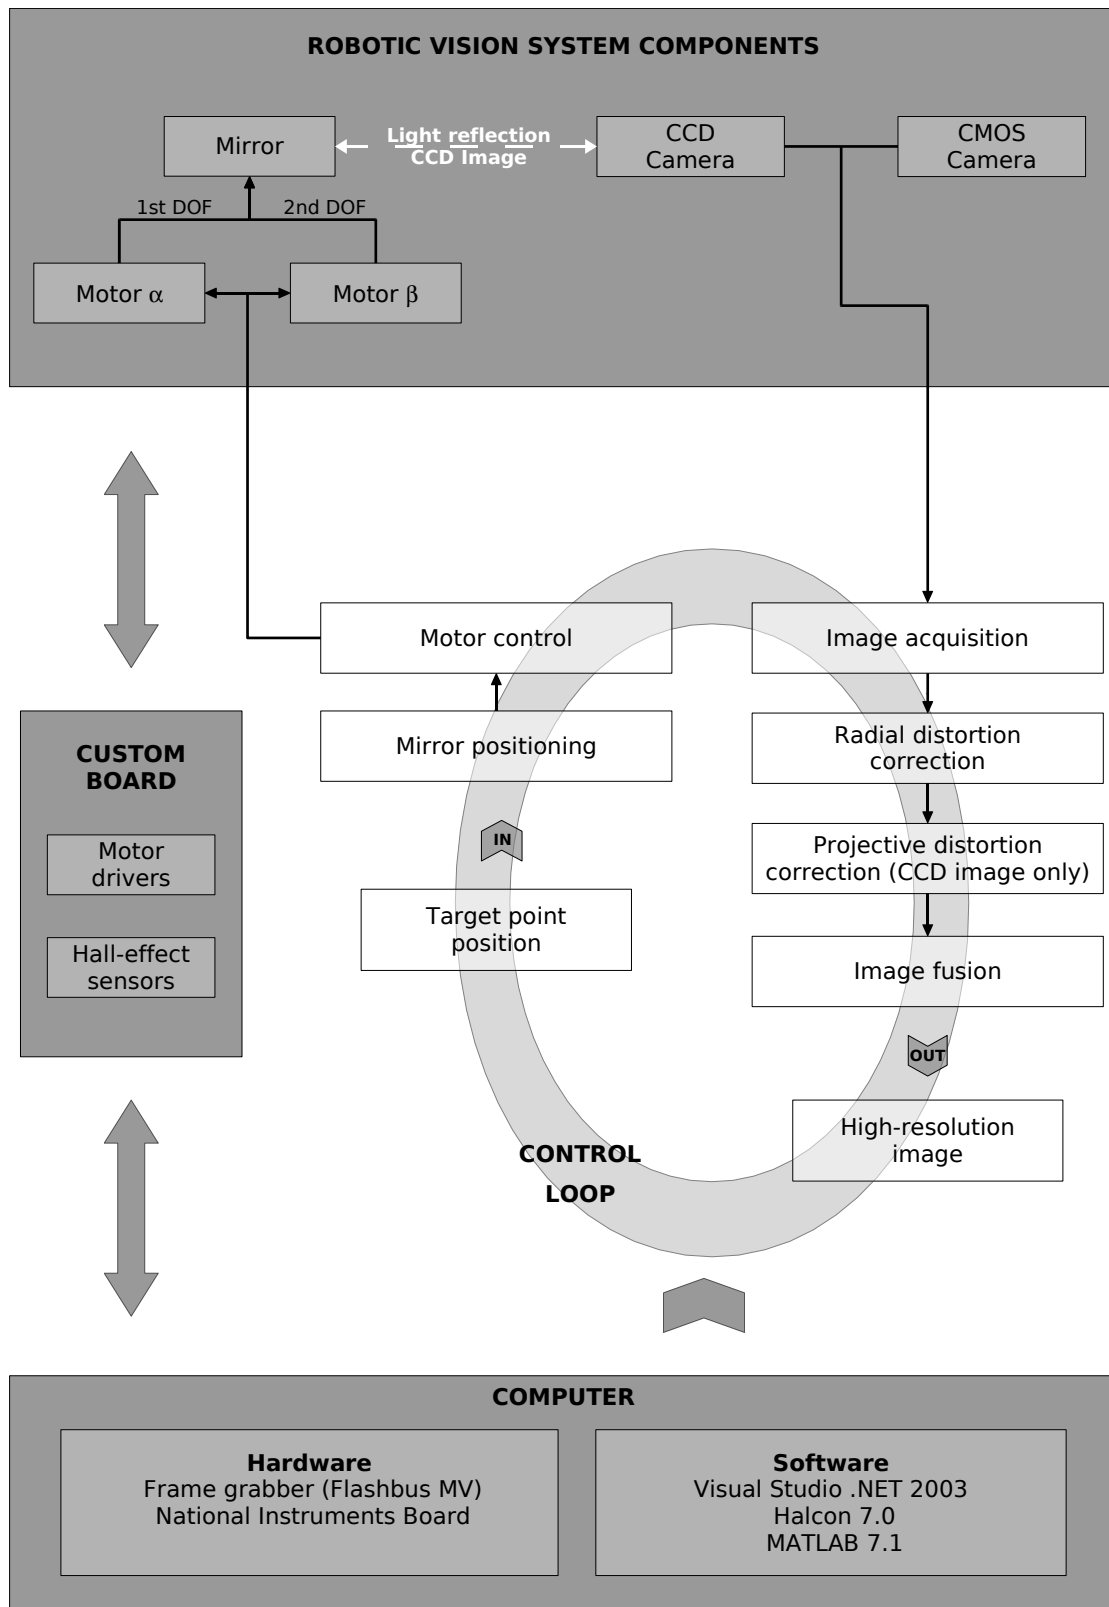 ROBOTIC VISION SYSTEM COMPONENTS
Mirror
Light reflection
CCD Image
CCD
Camera
CMOS
Camera
1st DOF
2nd DOF
Motor α
Motor β
Motor control
Image acquisition
Mirror positioning
Radial distortion
correction
CUSTOM
BOARD
Motor
drivers
Hall-effect
sensors
IN
Projective distortion
correction (CCD image only)
Target point
position
Image fusion
OUT
High-resolution
image
CONTROL
LOOP
COMPUTER
Hardware
Frame grabber (Flashbus MV)
National Instruments Board
Software
Visual Studio .NET 2003
Halcon 7.0
MATLAB 7.1